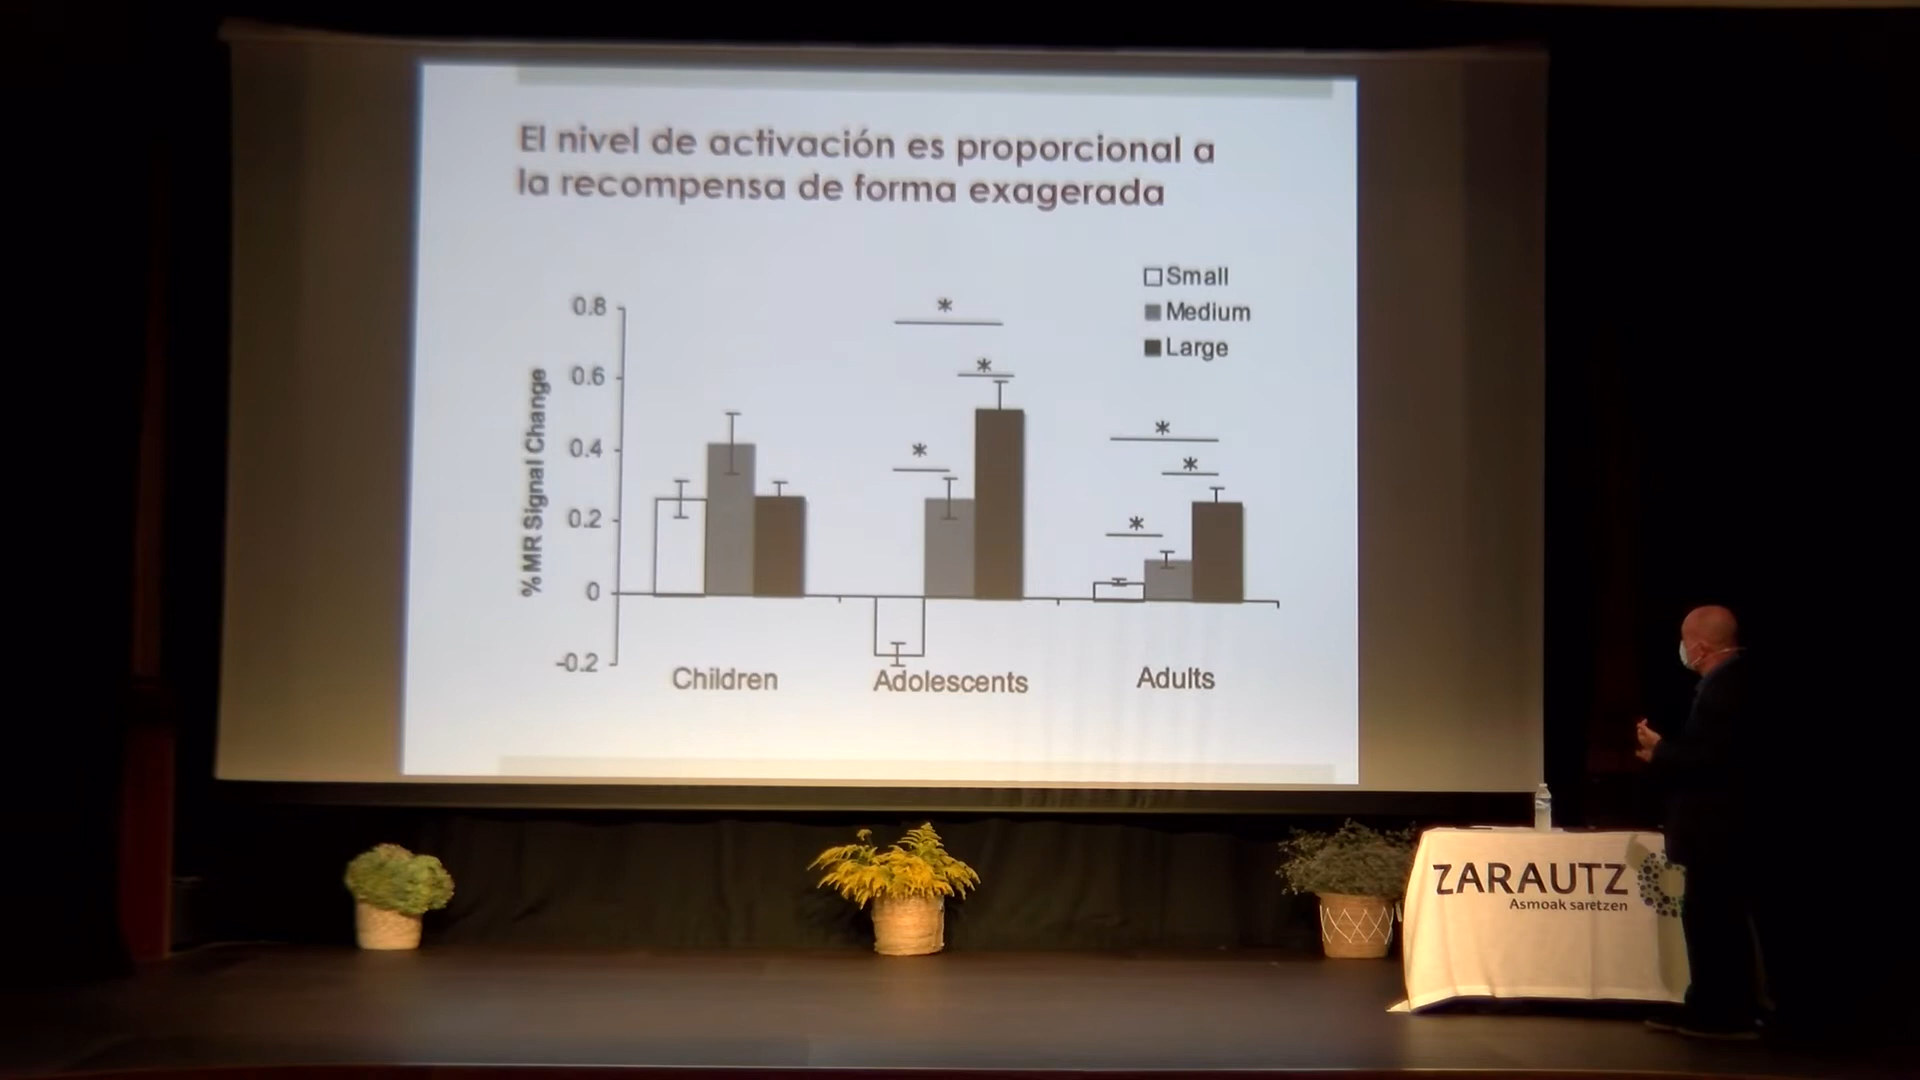 El nivel de activación es proporcional a
la recompensa de forma exagerada
Small
Medium
Large
% MR Signal Change
0.8
0.6
0.4
0.2
0
-0.2
*
*
*
*
*
*
Children
Adolescents
Adults
ZARAUTZ
Asmoak saretzen